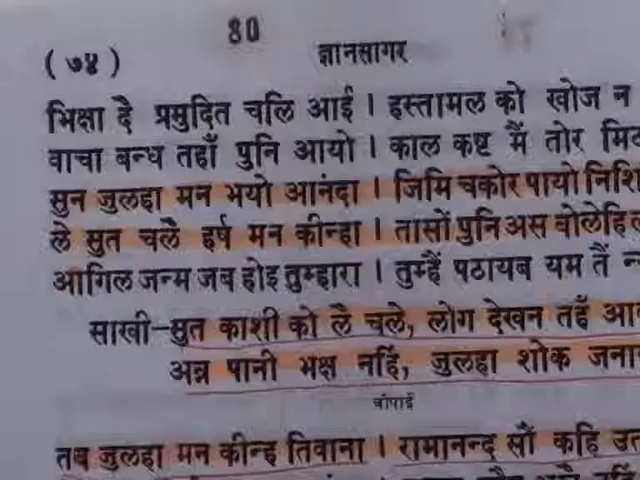 80
( ७४ ) ज्ञानसागर
भिक्षा दै प्रमुदित चलि आई । इस्तामल को खोज न
वाचा बन्ध तहाँ पुनि आयो । काल कष्ट मैं तोर
सुन जुलहा मन भयो आनंदा । जिमि चकोर पायो
ले सुत चलै हर्ष मन कीन्हा । तासों पुनि अस बोलेहि
आगिल जन्म जब होइ तुम्हारा । तुम्हैं पठायब यम तैं
साखी-सुत काशी को लै चले, लोग देखन तहँ
अन्न पानी भक्ष नहिं, जुलहा शोक
चौपाई
तब जुलहा मन कीन्ह तिवाना । रामानन्द सौं कहि